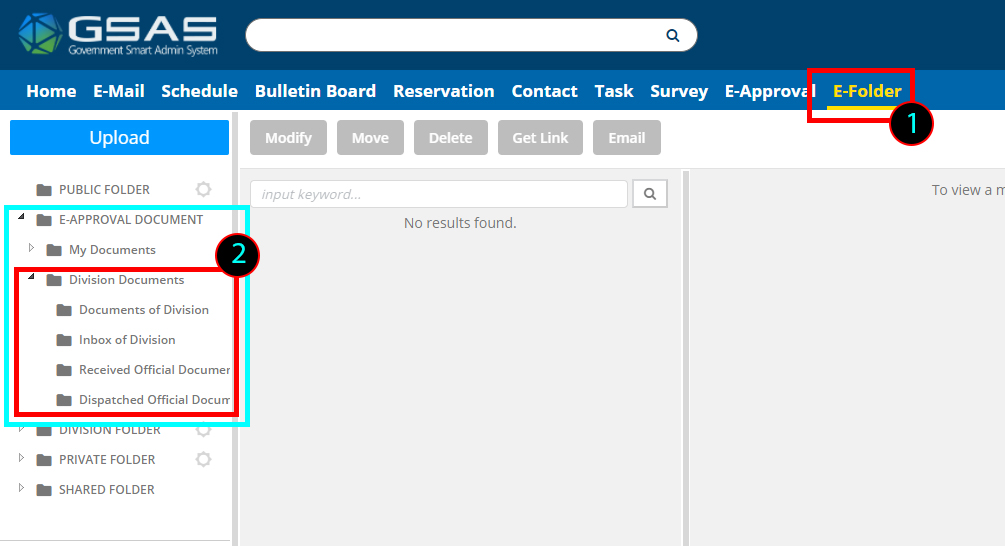 GSAS
Government Smart Admin System
Home E-Mail Schedule Bulletin Board Reservation Contact Task Survey E-Approval E-Folder
1
Upload
Modify Move Delete Get Link Email
PUBLIC FOLDER
input keyword...
To view a m
E-APPROVAL DOCUMENT
No results found.
My Documents
2
Division Documents
Documents of Division
Inbox of Division
Received Official Documen
Dispatched Official Docum
DIVISION FOLDER
PRIVATE FOLDER
SHARED FOLDER